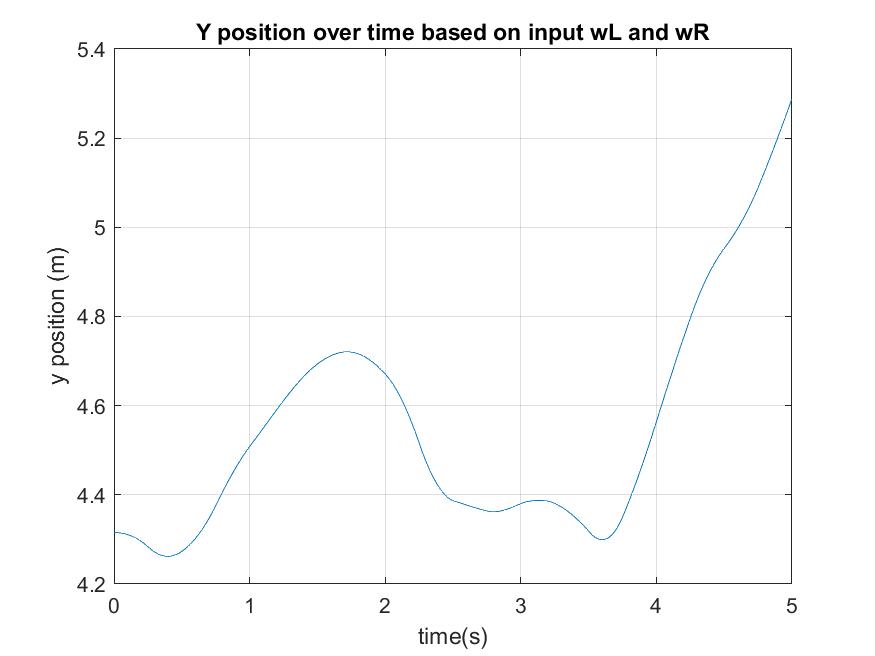 Y position over time based on input wL and wR
5.4
5.2
5
4.8
4.6
4.4
4.2
y position (m)
0 1 2 3 4 5
time(s)